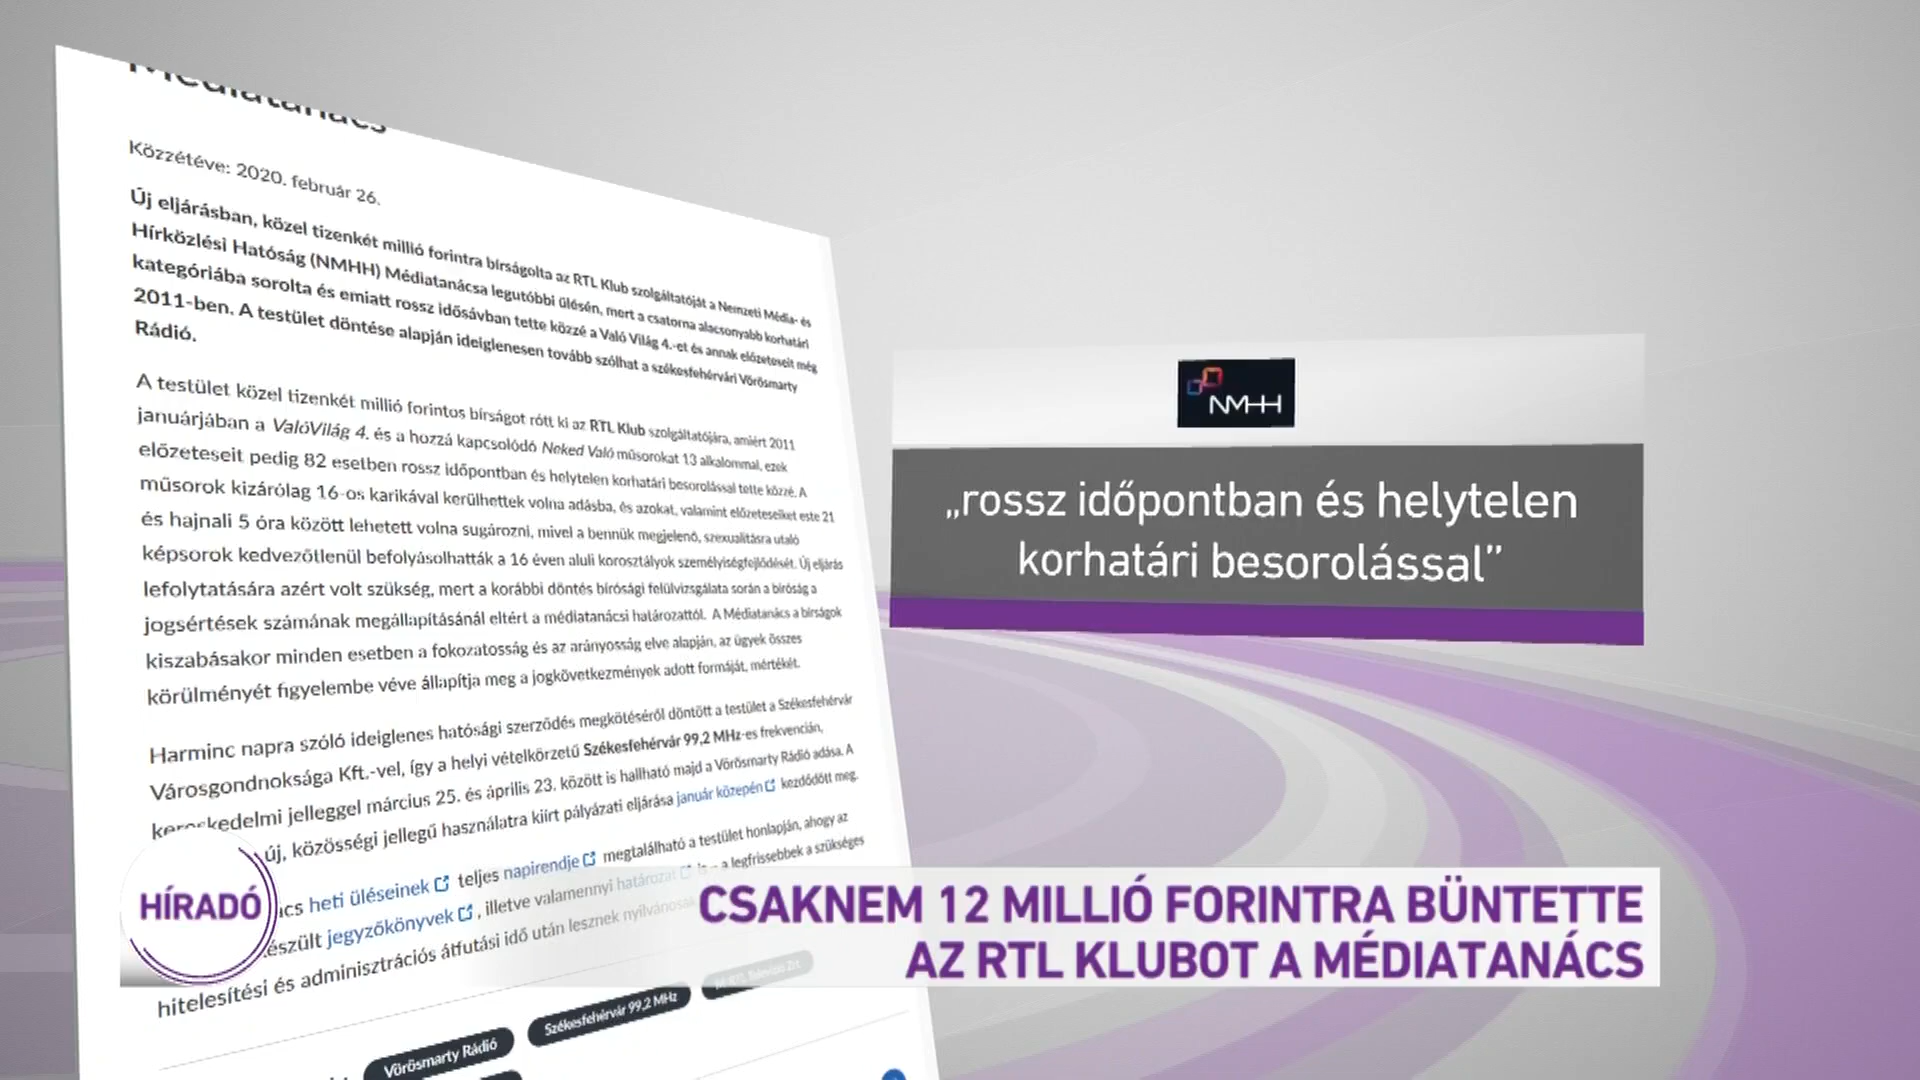 Médiatanács
Közzétéve: 2020. február 26.
Új eljárásban, közel tizenkét millió forintra bírságolta az RTL Klub szolgáltatóját a Nemzeti Média- és
Hírközlési Hatóság (NMHH) Médiatanácsa legutóbbi ülésén, mert a csatorna alacsonyabb korhatári
kategóriába sorolta és emiatt rossz idősávban tette közzé a Való Világ 4.-et és annak előzeteseit még
2011-ben. A testület döntése alapján ideiglenesen tovább szólhat a székesfehérvári Vörösmarty
Rádió.
A testület közel tizenkét millió forintos bírságot rótt ki az RTL Klub szolgáltatójára, amiért 2011
januárjában a ValóVilág 4. és a hozzá kapcsolódó Neked Való műsorokat 13 alkalommal, ezek
előzeteseit pedig 82 esetben rossz időpontban és helytelen korhatári besorolással tette közzé. A
műsorok kizárólag 16-os karikával kerülhettek volna adásba, és azokat, valamint előzeteseiket este 21
és hajnali 5 óra között lehetett volna sugározni, mivel a bennük megjelenő, szexualitásra utaló
képsorok kedvezőtlenül befolyásolhatták a 16 éven aluli korosztályok személyiségfejlődését. Új eljárás
lefolytatására azért volt szükség, mert a korábbi döntés bírósági felülvizsgálata során a bíróság a
jogsértések számának megállapításánál eltért a médiatanácsi határozattól. A Médiatanács a bírságok
kiszabásakor minden esetben a fokozatosság és az arányosság elve alapján, az ügyek összes
körülményét figyelembe véve állapítja meg a jogkövetkezmények adott formáját, mértékét.
Harminc napra szóló ideiglenes hatósági szerződés megkötéséről döntött a testület a Székesfehérvár
Városgondnoksága Kft.-vel, így a helyi vételkörzetű Székesfehérvár 99,2 MHz-es frekvencián,
kereskedelmi jelleggel március 25. és április 23. között is hallható majd a Vörösmarty Rádió adása. A
új, közösségi jellegű használatra kiírt pályázati eljárása január közepén kezdődött meg.
ács heti üléseinek teljes napirendje megtalálható a testület honlapján, ahogy az
észült jegyzőkönyvek, illetve valamennyi határozat is – a legfrissebbek a szükséges
hitelesítési és adminisztrációs átfutási idő után lesznek nyilvánosak
Vörösmarty Rádió
Székesfehérvár 99,2 MHz
NMHH
„rossz időpontban és helytelen
korhatári besorolással”
HÍRADÓ
CSAKNEM 12 MILLIÓ FORINTRA BÜNTETTE
AZ RTL KLUBOT A MÉDIATANÁCS